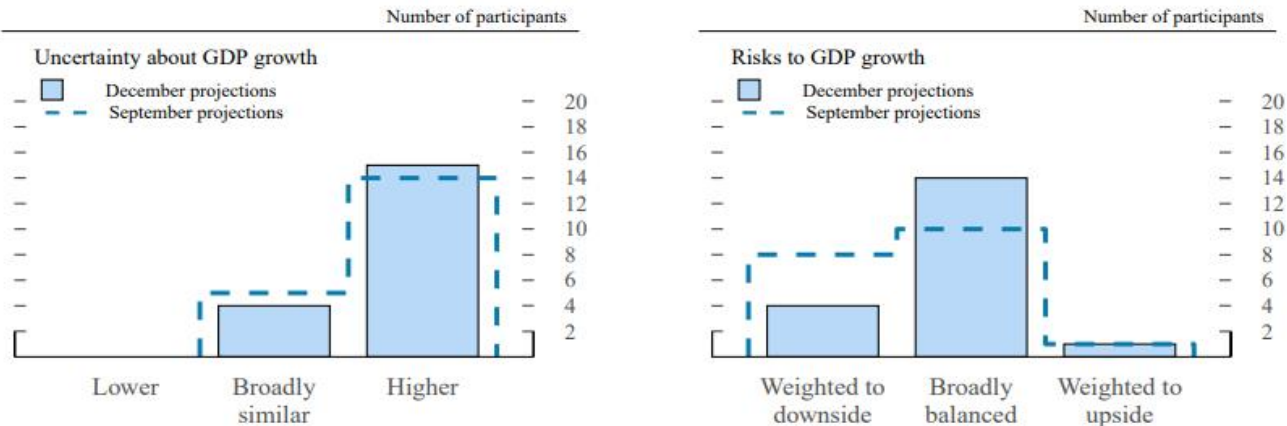 Number of participants
Uncertainty about GDP growth
December projections
September projections
20
18
16
14
12
10
8
6
4
2
Lower
Broadly
similar
Higher
Number of participants
Risks to GDP growth
December projections
September projections
20
18
16
14
12
10
8
6
4
2
Weighted to
downside
Broadly
balanced
Weighted to
upside